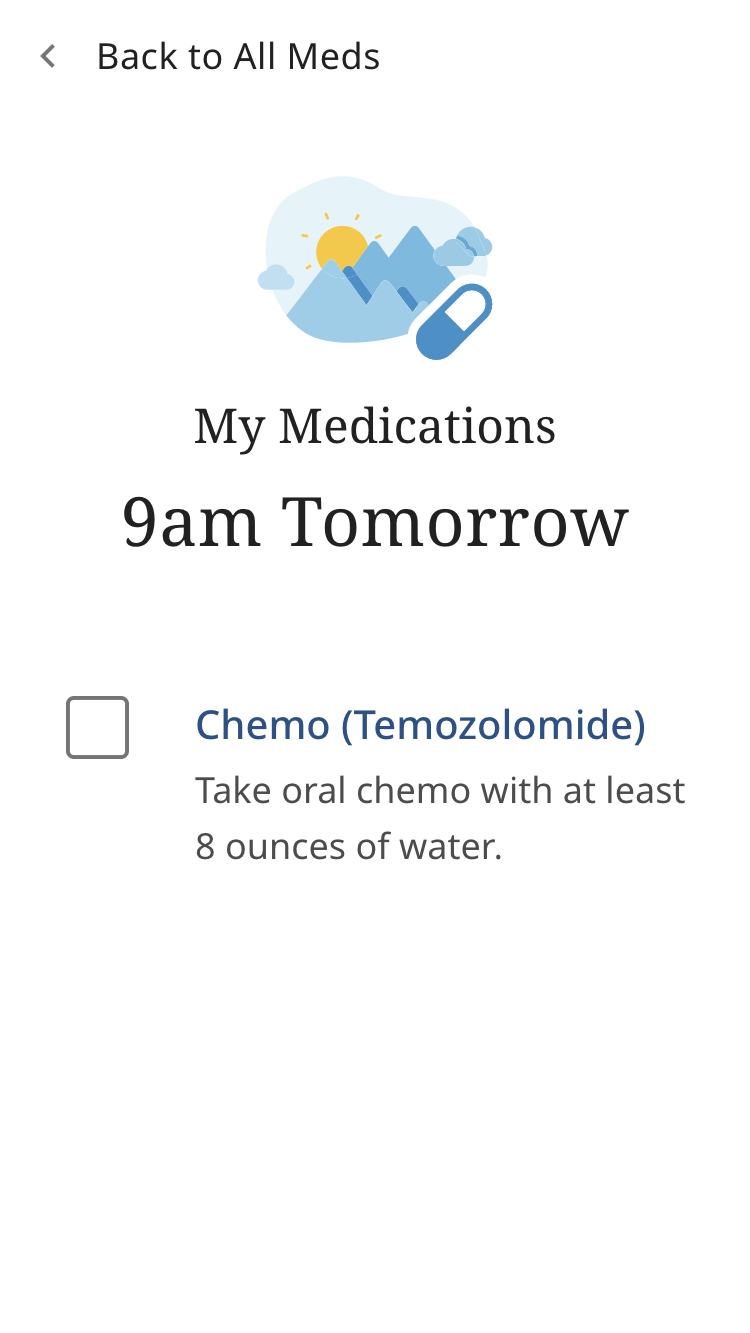 Back to All Meds
My Medications
9am Tomorrow
Chemo (Temozolomide)
Take oral chemo with at least
8 ounces of water.